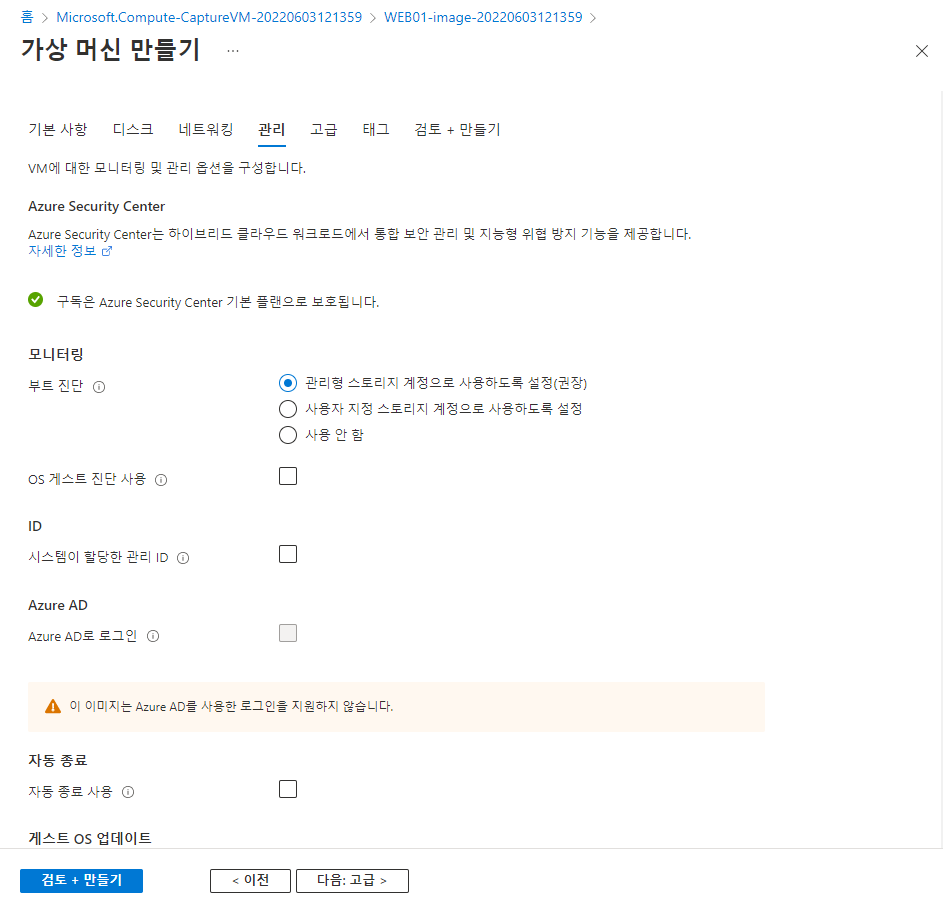 홈 > Microsoft.Compute-CaptureVM-20220603121359 > WEB01-image-20220603121359 >
가상 머신 만들기 ...
기본 사항 디스크 네트워킹 관리 고급 태그 검토 + 만들기
VM에 대한 모니터링 및 관리 옵션을 구성합니다.
Azure Security Center
Azure Security Center는 하이브리드 클라우드 워크로드에서 통합 보안 관리 및 지능형 위협 방지 기능을 제공합니다.
자세한 정보
구독은 Azure Security Center 기본 플랜으로 보호됩니다.
모니터링
부트 진단
관리형 스토리지 계정으로 사용하도록 설정(권장)
사용자 지정 스토리지 계정으로 사용하도록 설정
사용 안 함
OS 게스트 진단 사용
ID
시스템이 할당한 관리 ID
Azure AD
Azure AD로 로그인
이 이미지는 Azure AD를 사용한 로그인을 지원하지 않습니다.
자동 종료
자동 종료 사용
게스트 OS 업데이트
검토 + 만들기 < 이전 다음: 고급 >